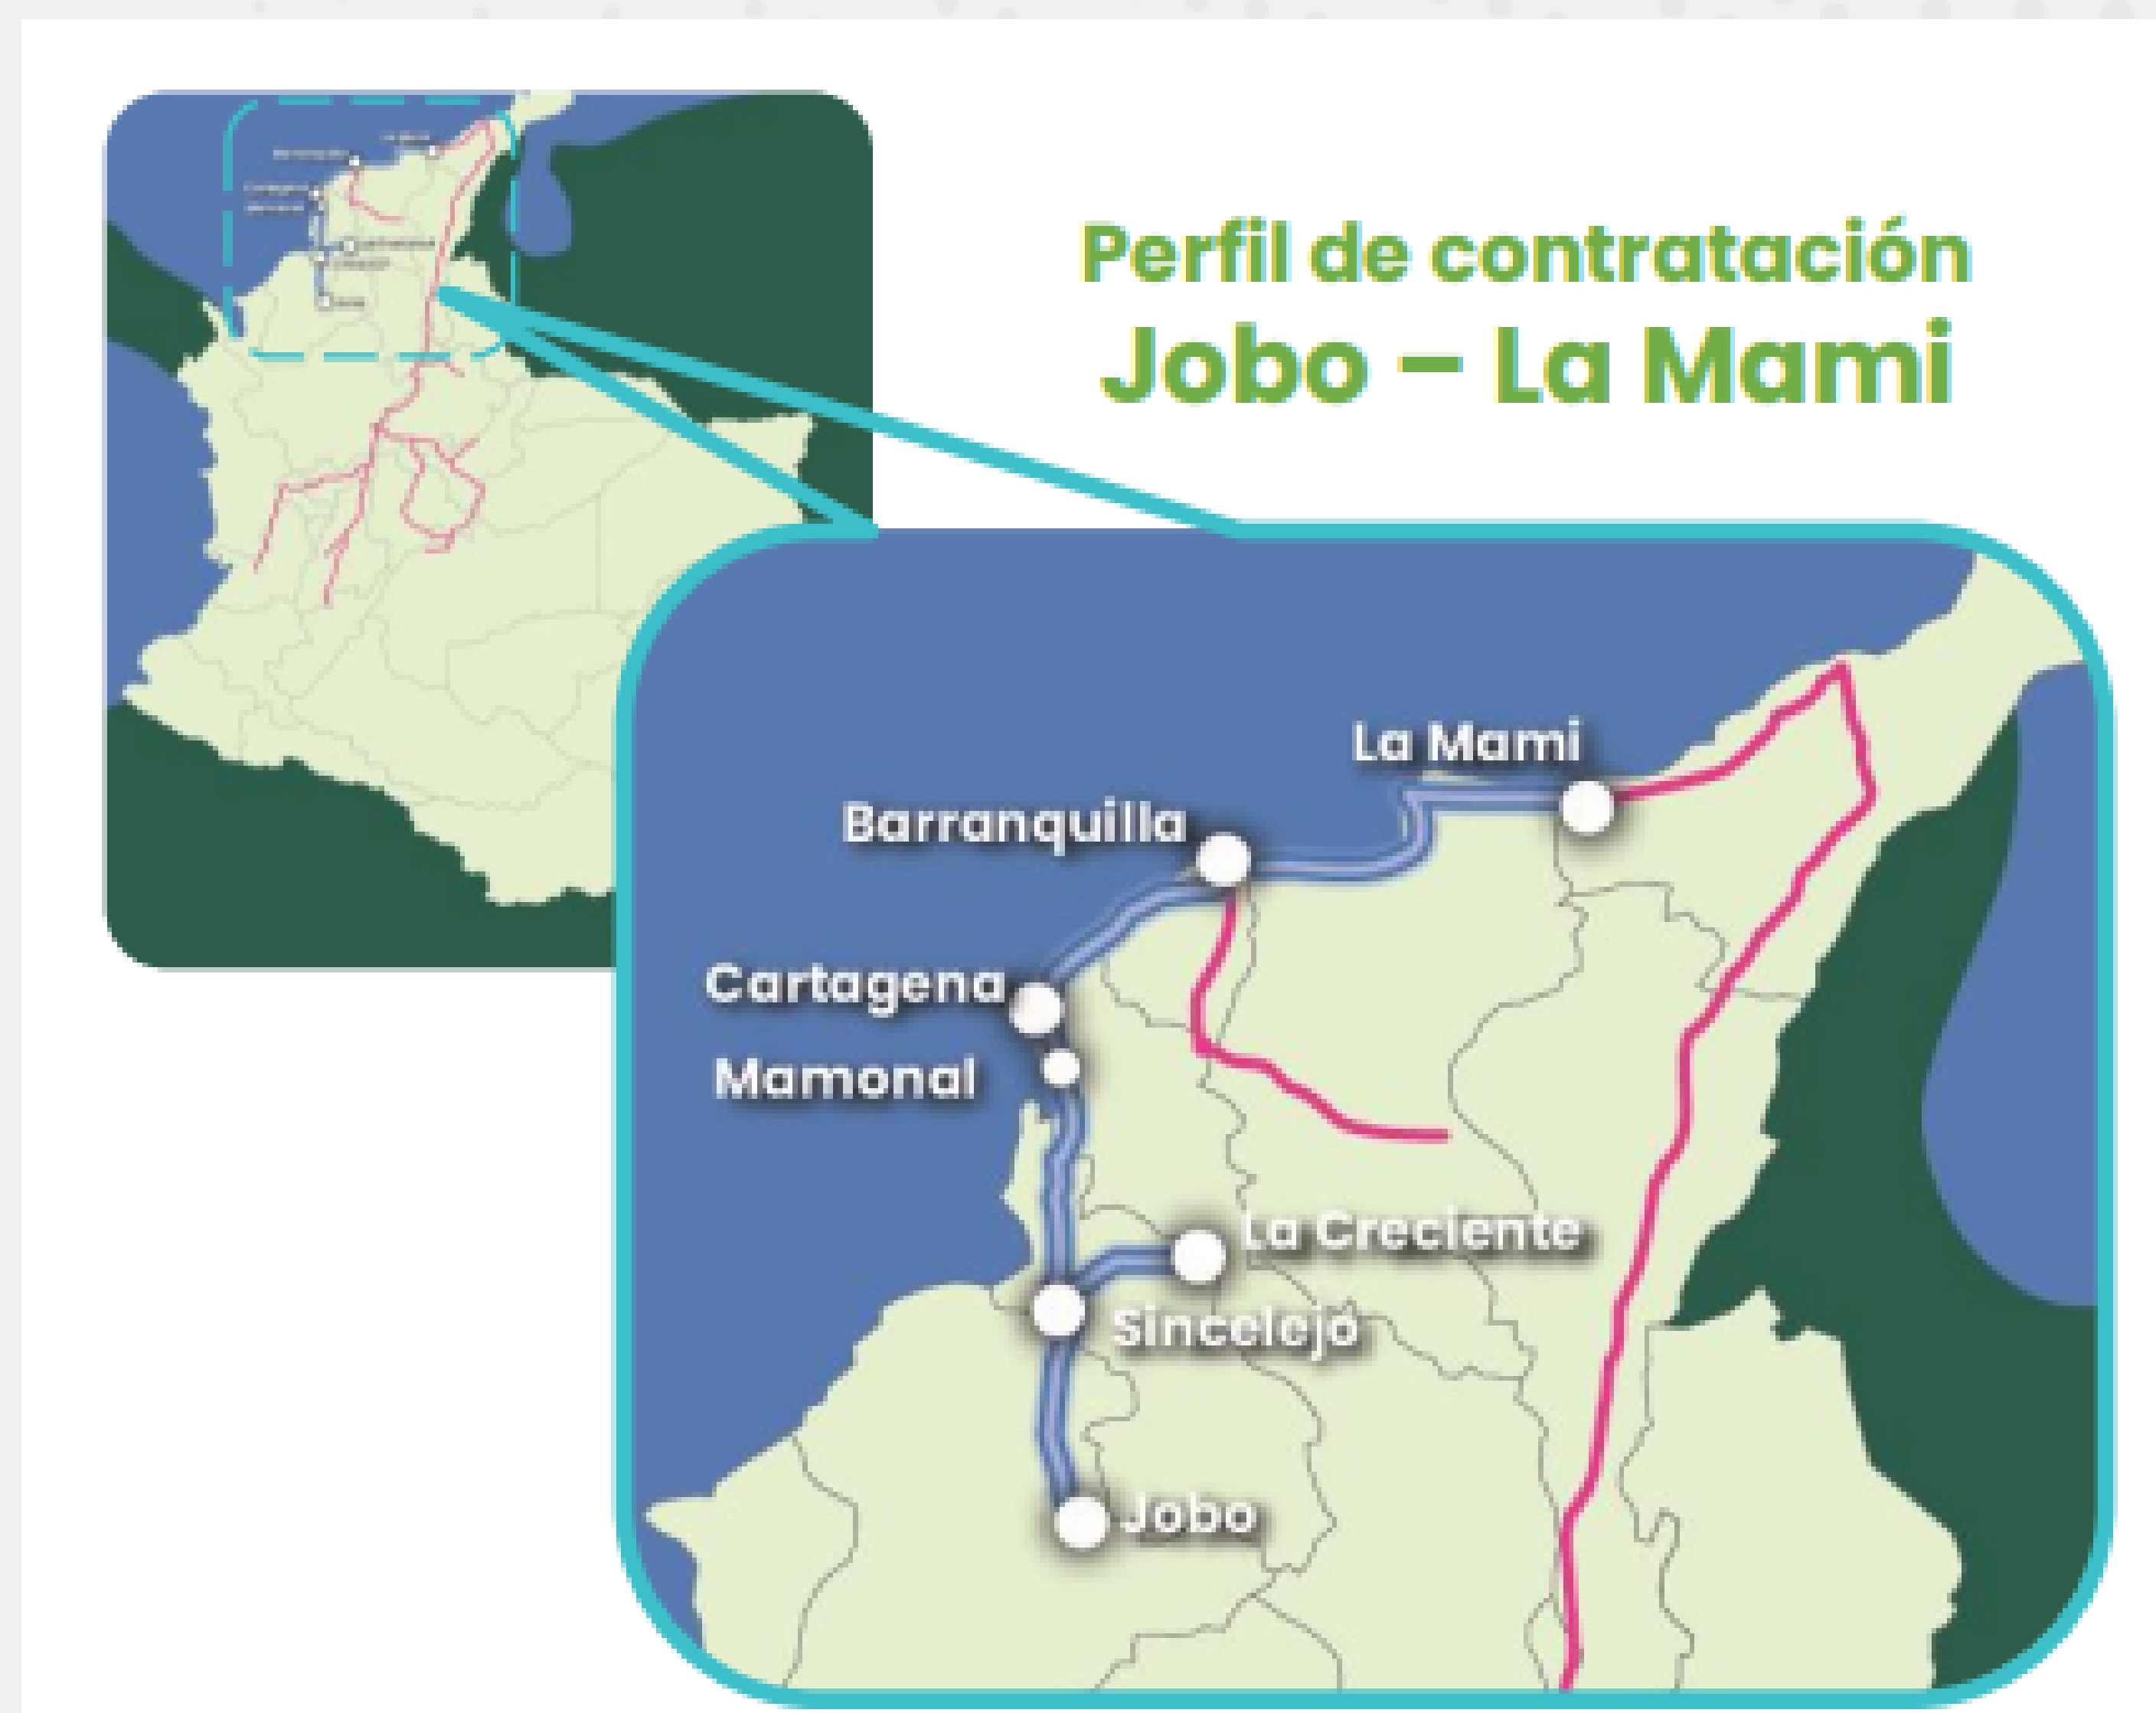 Perfil de contratación
Jobo – La Mami
La Mami
Barranquilla
Cartagena
Mamonal
La Creciente
Sincelejo
Jobo